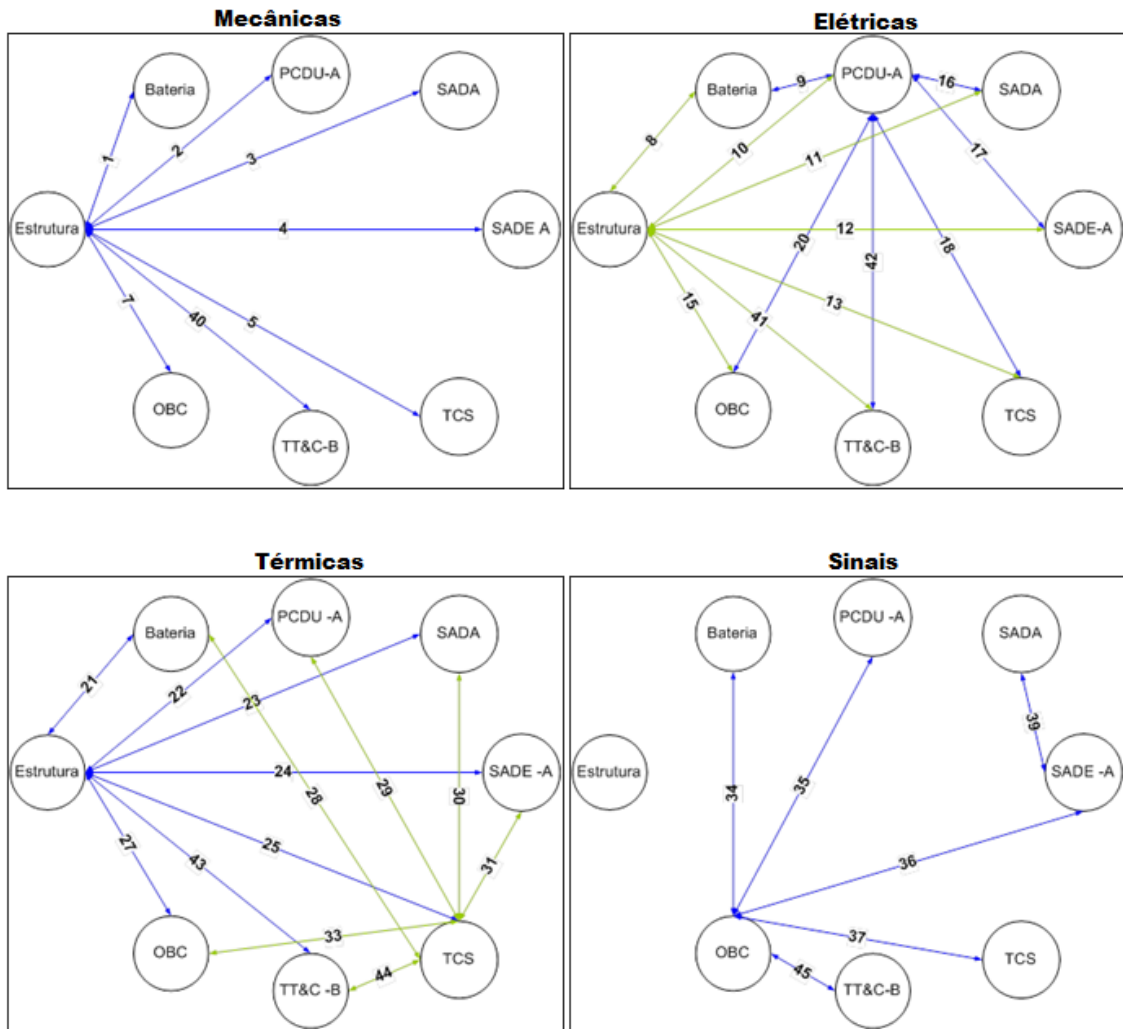 Mecânicas
PCDU-A
Bateria
SADA
1
2
3
Estrutura
4
SADE A
7
40
5
OBC
TT&C-B
TCS
Elétricas
PCDU-A
Bateria
9
16
SADA
8
10
11
17
Estrutura
12
SADE-A
20
42
18
15
41
13
OBC
TT&C-B
TCS
Térmicas
PCDU -A
Bateria
SADA
21
22
23
Estrutura
24
SADE -A
28
29
30
27
43
25
31
33
OBC
44
TCS
TT&C -B
Sinais
PCDU -A
Bateria
SADA
39
Estrutura
SADE -A
34
35
36
37
OBC
45
TCS
TT&C-B